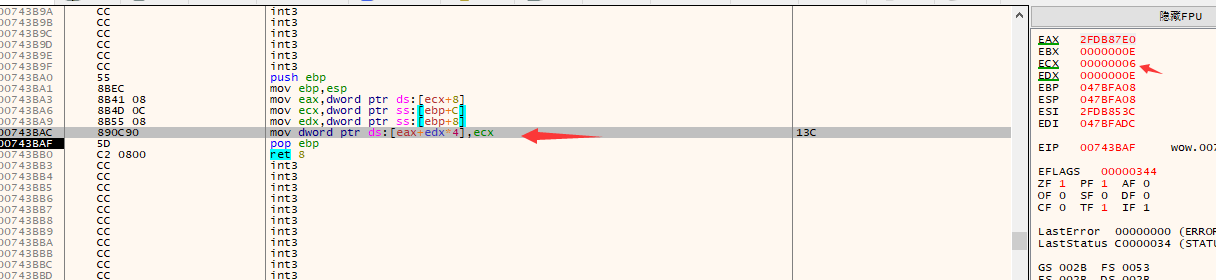 00743B9A CC int3
00743B9B CC int3
00743B9C CC int3
00743B9D CC int3
00743B9E CC int3
00743B9F CC int3
00743BA0 55 push ebp
00743BA1 8BEC mov ebp,esp
00743BA3 8B41 08 mov eax,dword ptr ds:[ecx+8]
00743BA6 8B4D 0C mov ecx,dword ptr ss:[ebp+C]
00743BA9 8B55 08 mov edx,dword ptr ss:[ebp+8]
00743BAC 890C90 mov dword ptr ds:[eax+edx*4],ecx 13C
00743BAF 5D pop ebp
00743BB0 C2 0800 ret 8
00743BB3 CC int3
00743BB4 CC int3
00743BB5 CC int3
00743BB6 CC int3
00743BB7 CC int3
00743BB8 CC int3
00743BB9 CC int3
00743BBA CC int3
00743BBB CC int3
00743BBC CC int3
00743BBD CC int3
隐藏FPU
EAX 2FDB87E0
EBX 0000000E
ECX 00000006
EDX 0000000E
EBP 047BFA08
ESP 047BFA08
ESI 2FDB853C
EDI 047BFADC
EIP 00743BAF wow.007
EFLAGS 00000344
ZF 1 PF 1 AF 0
OF 0 SF 0 DF 0
CF 0 TF 1 IF 1
LastError 00000000 (ERROR
LastStatus C0000034 (STATU
GS 002B FS 0053